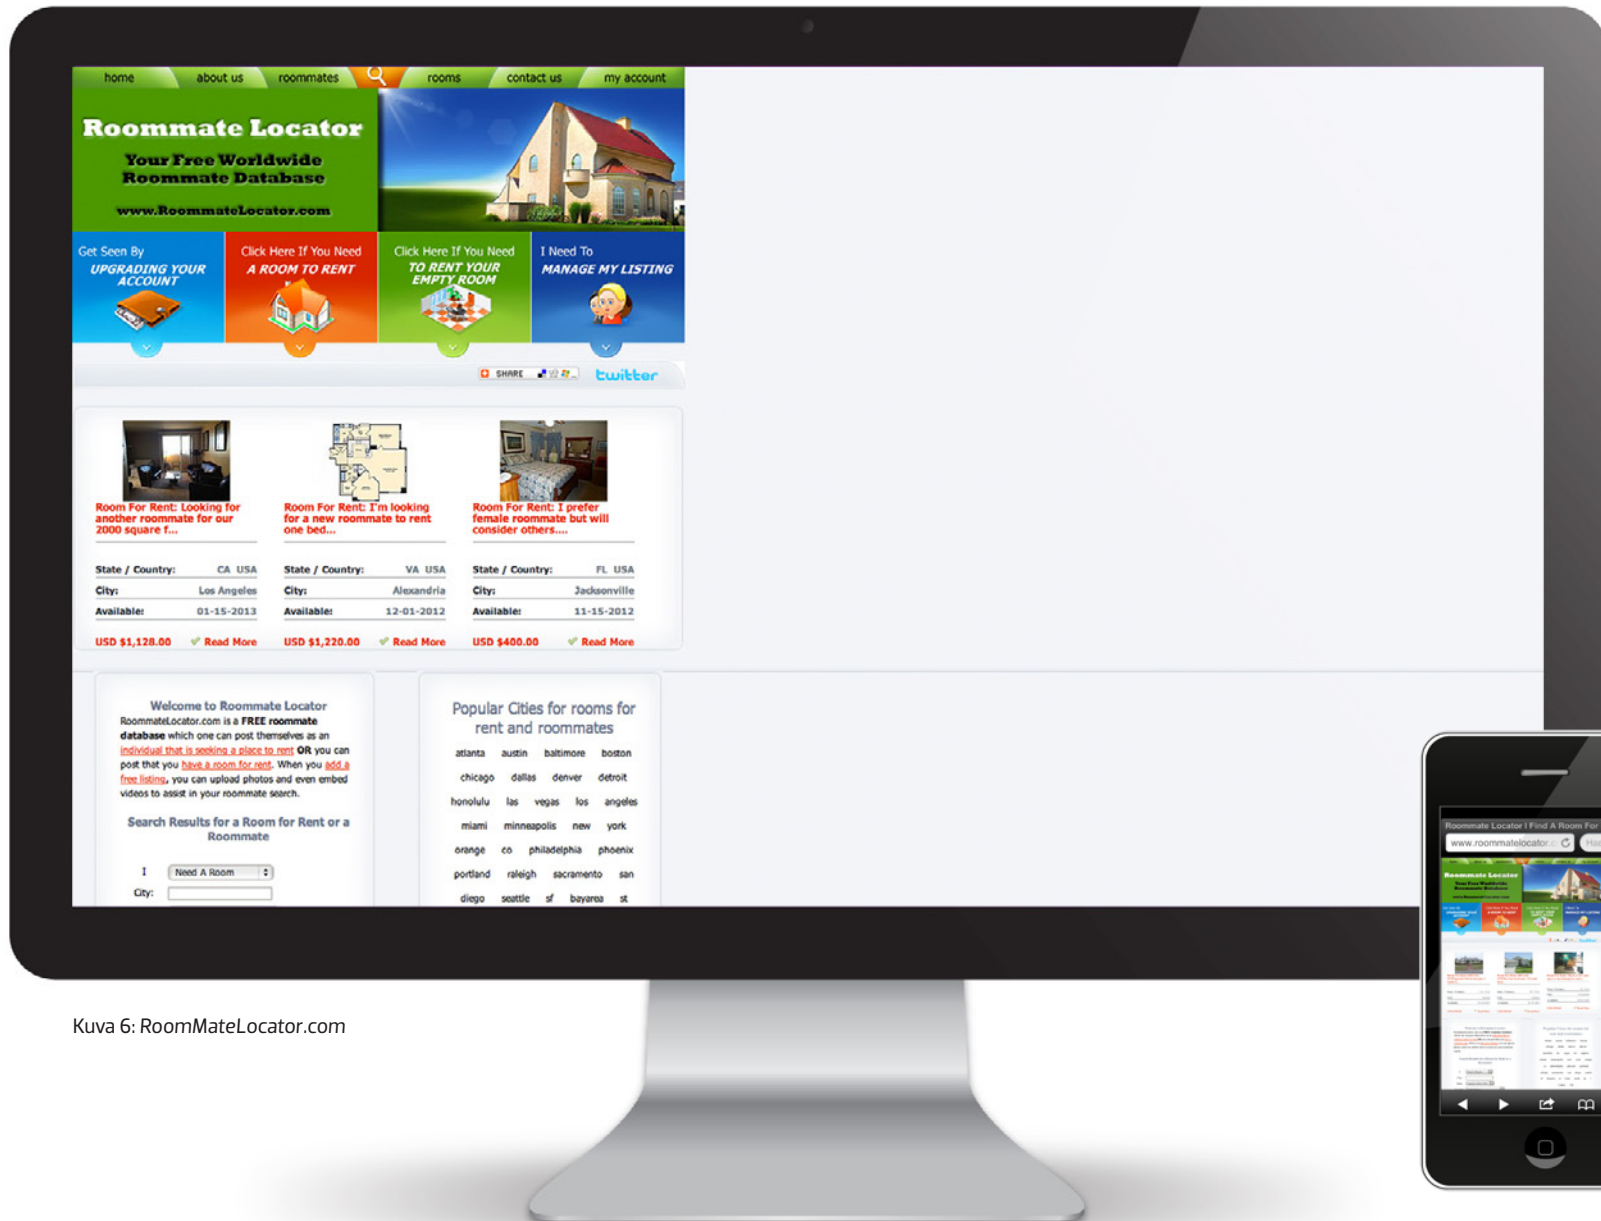 home about us roommates rooms contact us my account
Roommate Locator
Your Free Worldwide
Roommate Database
www.RoommateLocator.com
Get Seen By
UPGRADING YOUR
ACCOUNT
Click Here If You Need
A ROOM TO RENT
Click Here If You Need
TO RENT YOUR
EMPTY ROOM
I Need To
MANAGE MY LISTING
SHARE
twitter
Room For Rent: Looking for
another roommate for our
2000 square f...
State / Country: CA USA
City: Los Angeles
Available: 01-15-2013
USD $1,128.00 Read More
Room For Rent: I'm looking
for a new roommate to rent
one bed...
State / Country: VA USA
City: Alexandria
Available: 12-01-2012
USD $1,220.00 Read More
Room For Rent: I prefer
female roommate but will
consider others....
State / Country: FL USA
City: Jacksonville
Available: 11-15-2012
USD $400.00 Read More
Welcome to Roommate Locator
RoommateLocator.com is a FREE roommate
database which one can post themselves as an
individual that is seeking a place to rent OR you can
post that you have a room for rent. When you add a
free listing, you can upload photos and even embed
videos to assist in your roommate search.
Search Results for a Room for Rent or a
Roommate
I Need A Room
City:
Popular Cities for rooms for
rent and roommates
atlanta austin baltimore boston
chicago dallas denver detroit
honolulu las vegas los angeles
miami minneapolis new york
orange co philadelphia phoenix
portland raleigh sacramento san
diego seattle sf bayarea st
Roommate Locator | Find A Room For
www.roommatelocator.c
Roommate Locator
Your Free Worldwide
Roommate Database
Kuva 6: RoomMateLocator.com